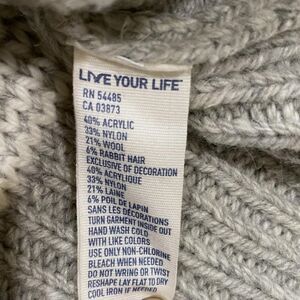 LIVE YOUR LIFE
RN 54485
CA 03873
40% ACRYLIC
33% NYLON
21% WOOL
6% RABBIT HAIR
EXCLUSIVE OF DECORATION
40% ACRYLIQUE
33% NYLON
21% LAINE
6% POIL DE LAPIN
SANS LES DÉCORATIONS
TURN GARMENT INSIDE OUT
HAND WASH COLD
WITH LIKE COLORS
USE ONLY NON-CHLORINE
BLEACH WHEN NEEDED
DO NOT WRING OR TWIST
RESHAPE LAY FLAT TO DRY
COOL IRON IF NEEDED